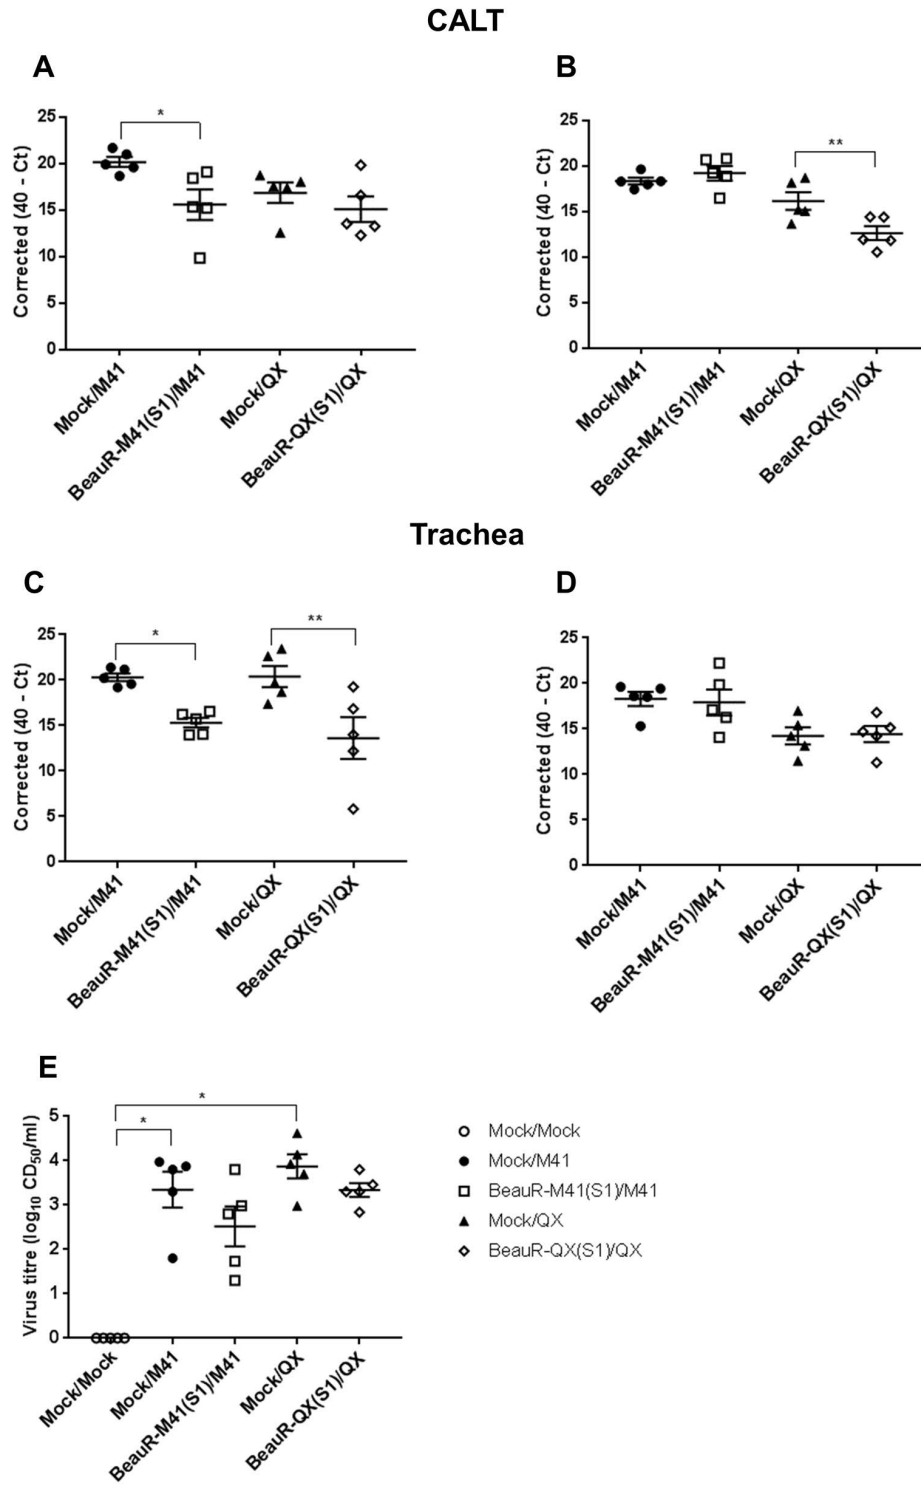 CALT
A
B
25
20
15
10
5
0
Corrected (40 - Ct)
*
Mock/M41
BeauR-M41(S1)/M41
Mock/QX
BeauR-QX(S1)/QX
25
20
15
10
5
0
Corrected (40 - Ct)
**
Mock/M41
BeauR-M41(S1)/M41
Mock/QX
BeauR-QX(S1)/QX
Trachea
C
D
25
20
15
10
5
0
Corrected (40 - Ct)
*
**
Mock/M41
BeauR-M41(S1)/M41
Mock/QX
BeauR-QX(S1)/QX
25
20
15
10
5
0
Corrected (40 - Ct)
Mock/M41
BeauR-M41(S1)/M41
Mock/QX
BeauR-QX(S1)/QX
E
5
4
3
2
1
0
Virus titre (log10 CD50/ml)
*
*
Mock/Mock
Mock/M41
BeauR-M41(S1)/M41
Mock/QX
BeauR-QX(S1)/QX
Mock/Mock
Mock/M41
BeauR-M41(S1)/M41
Mock/QX
BeauR-QX(S1)/QX